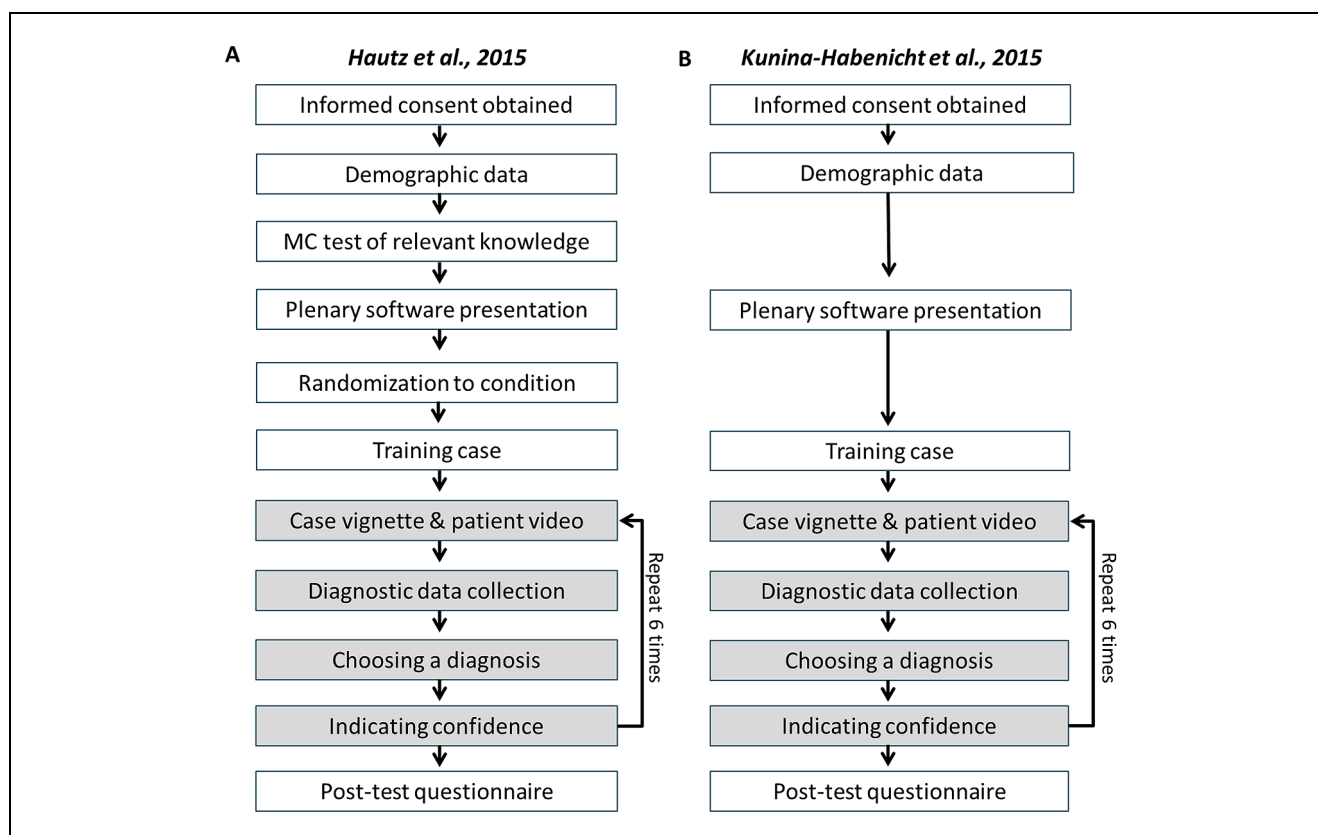 A
Hautz et al., 2015
Informed consent obtained
Demographic data
MC test of relevant knowledge
Plenary software presentation
Randomization to condition
Training case
Case vignette & patient video
Diagnostic data collection
Choosing a diagnosis
Indicating confidence
Post-test questionnaire
Repeat 6 times
B
Kunina-Habenicht et al., 2015
Informed consent obtained
Demographic data
Plenary software presentation
Training case
Case vignette & patient video
Diagnostic data collection
Choosing a diagnosis
Indicating confidence
Post-test questionnaire
Repeat 6 times